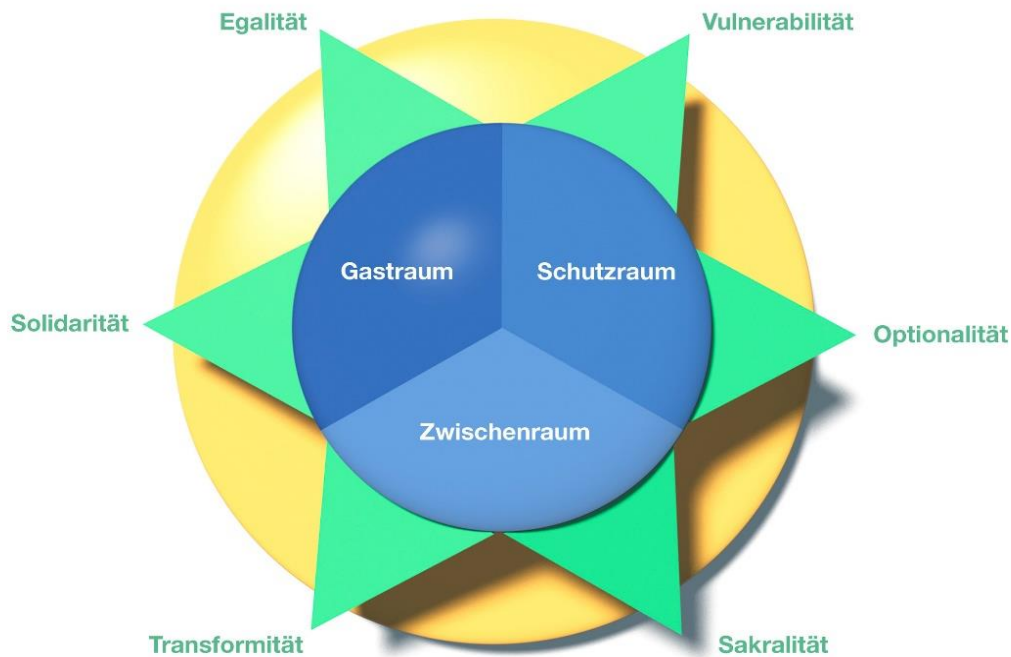 Egalität
Vulnerabilität
Gastraum
Schutzraum
Solidarität
Optionalität
Zwischenraum
Transformität
Sakralität